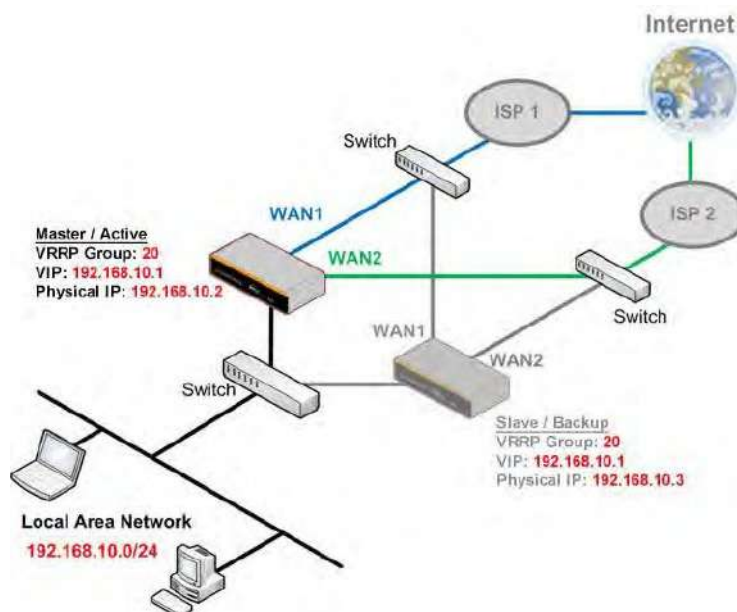 Internet
ISP 1
Switch
WAN1
ISP 2
Master / Active
VRRP Group: 20
VIP: 192.168.10.1
Physical IP: 192.168.10.2
WAN2
Switch
WAN1
WAN2
Switch
Slave / Backup
VRRP Group: 20
VIP: 192.168.10.1
Physical IP: 192.168.10.3
Local Area Network
192.168.10.0/24